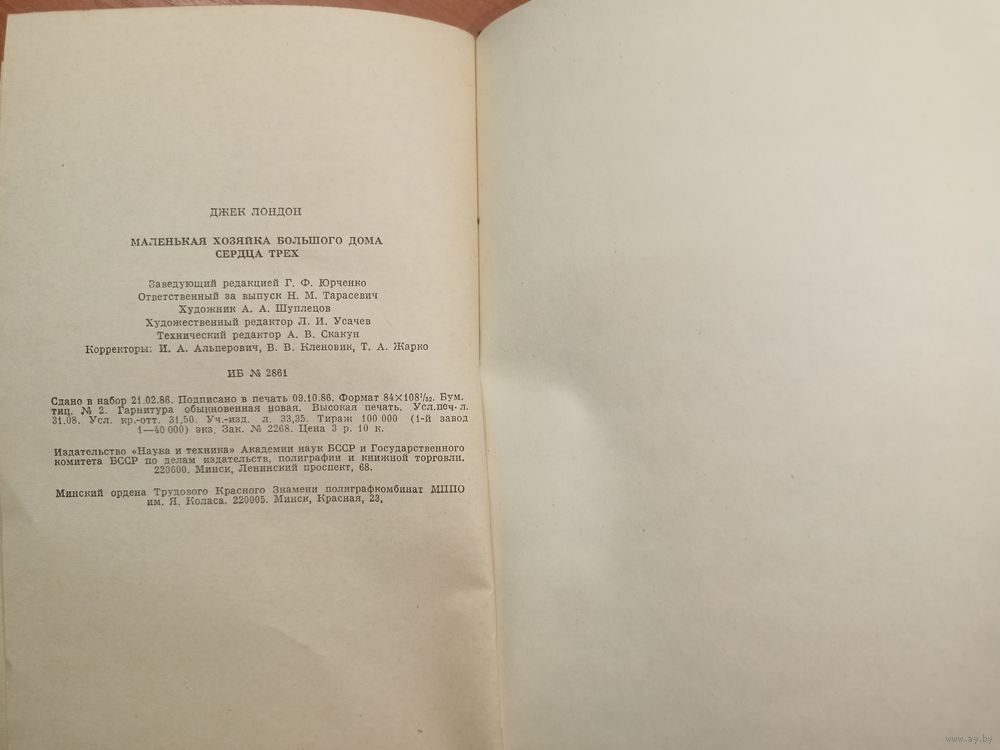 ДЖЕК ЛОНДОН
МАЛЕНЬКАЯ ХОЗЯЙКА БОЛЬШОГО ДОМА
СЕРДЦА ТРЕХ
Заведующий редакцией Г. Ф. Юрченко
Ответственный за выпуск Н. М. Тарасевич
Художник А. А. Шуплецов
Художественный редактор Л. И. Усачев
Технический редактор А. В. Скакун
Корректоры: И. А. Альперович, В. В. Кленовик, Т. А. Жарко
ИБ № 2861
Сдано в набор 21.02.86. Подписано в печать 09.10.86. Формат 84×108¹/₃₂. Бум.
тиц. № 2. Гарнитура обыкновенная новая. Высокая печать. Усл.печ. л.
31.08. Усл. кр.-отт. 31,50. Уч.-изд. л. 33,35. Тираж 100 000 (1-й завод
1—40 000) экз. Зак. № 2268. Цена 3 р. 10 к.
Издательство «Наука и техника» Академии наук БССР и Государственного
комитета БССР по делам издательств, полиграфии и книжной торговли.
220600. Минск, Ленинский проспект, 68.
Минский ордена Трудового Красного Знамени полиграфкомбинат МППО
им. Я. Коласа. 220005. Минск, Красная, 23,
www.ay.by